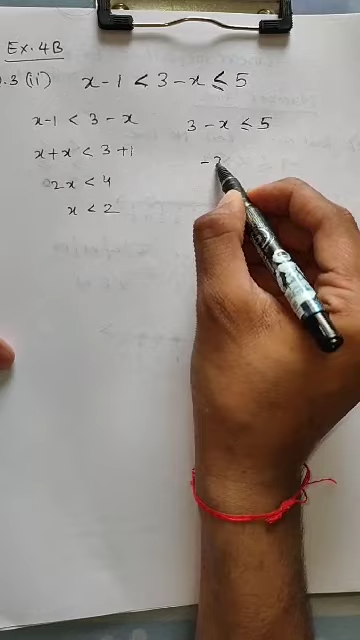 Ex. 4B
.3 (ii) x - 1 < 3 - x ≤ 5
x - 1 < 3 - x
3 - x ≤ 5
x + x < 3 + 1
2x < 4
x < 2